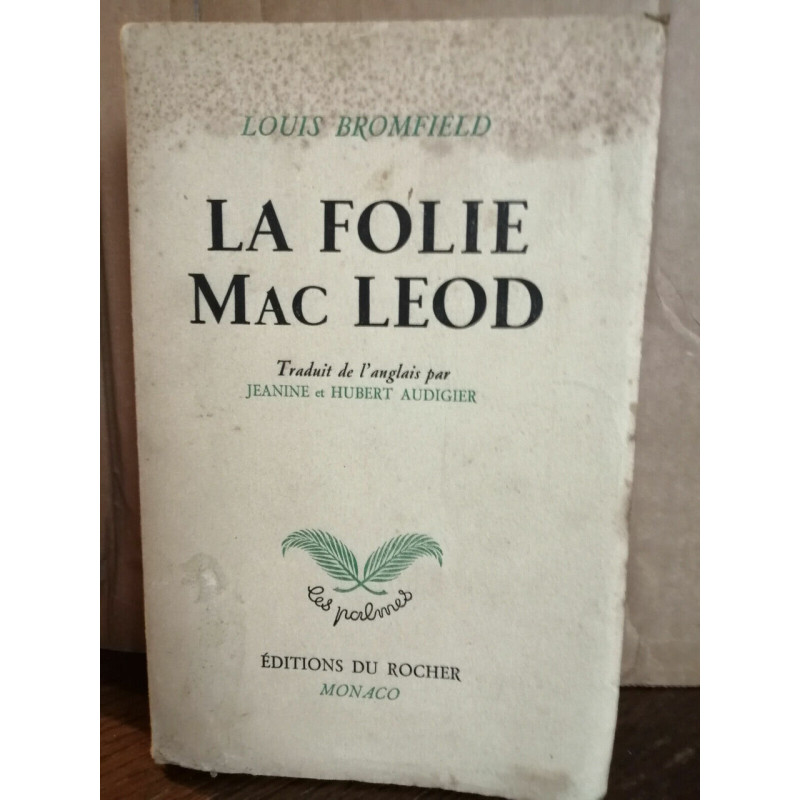 LOUIS BROMFIELD
LA FOLIE
MAC LEOD
Traduit de l'anglais par
JEANINE et HUBERT AUDIGIER
les palmes
ÉDITIONS DU ROCHER
MONACO